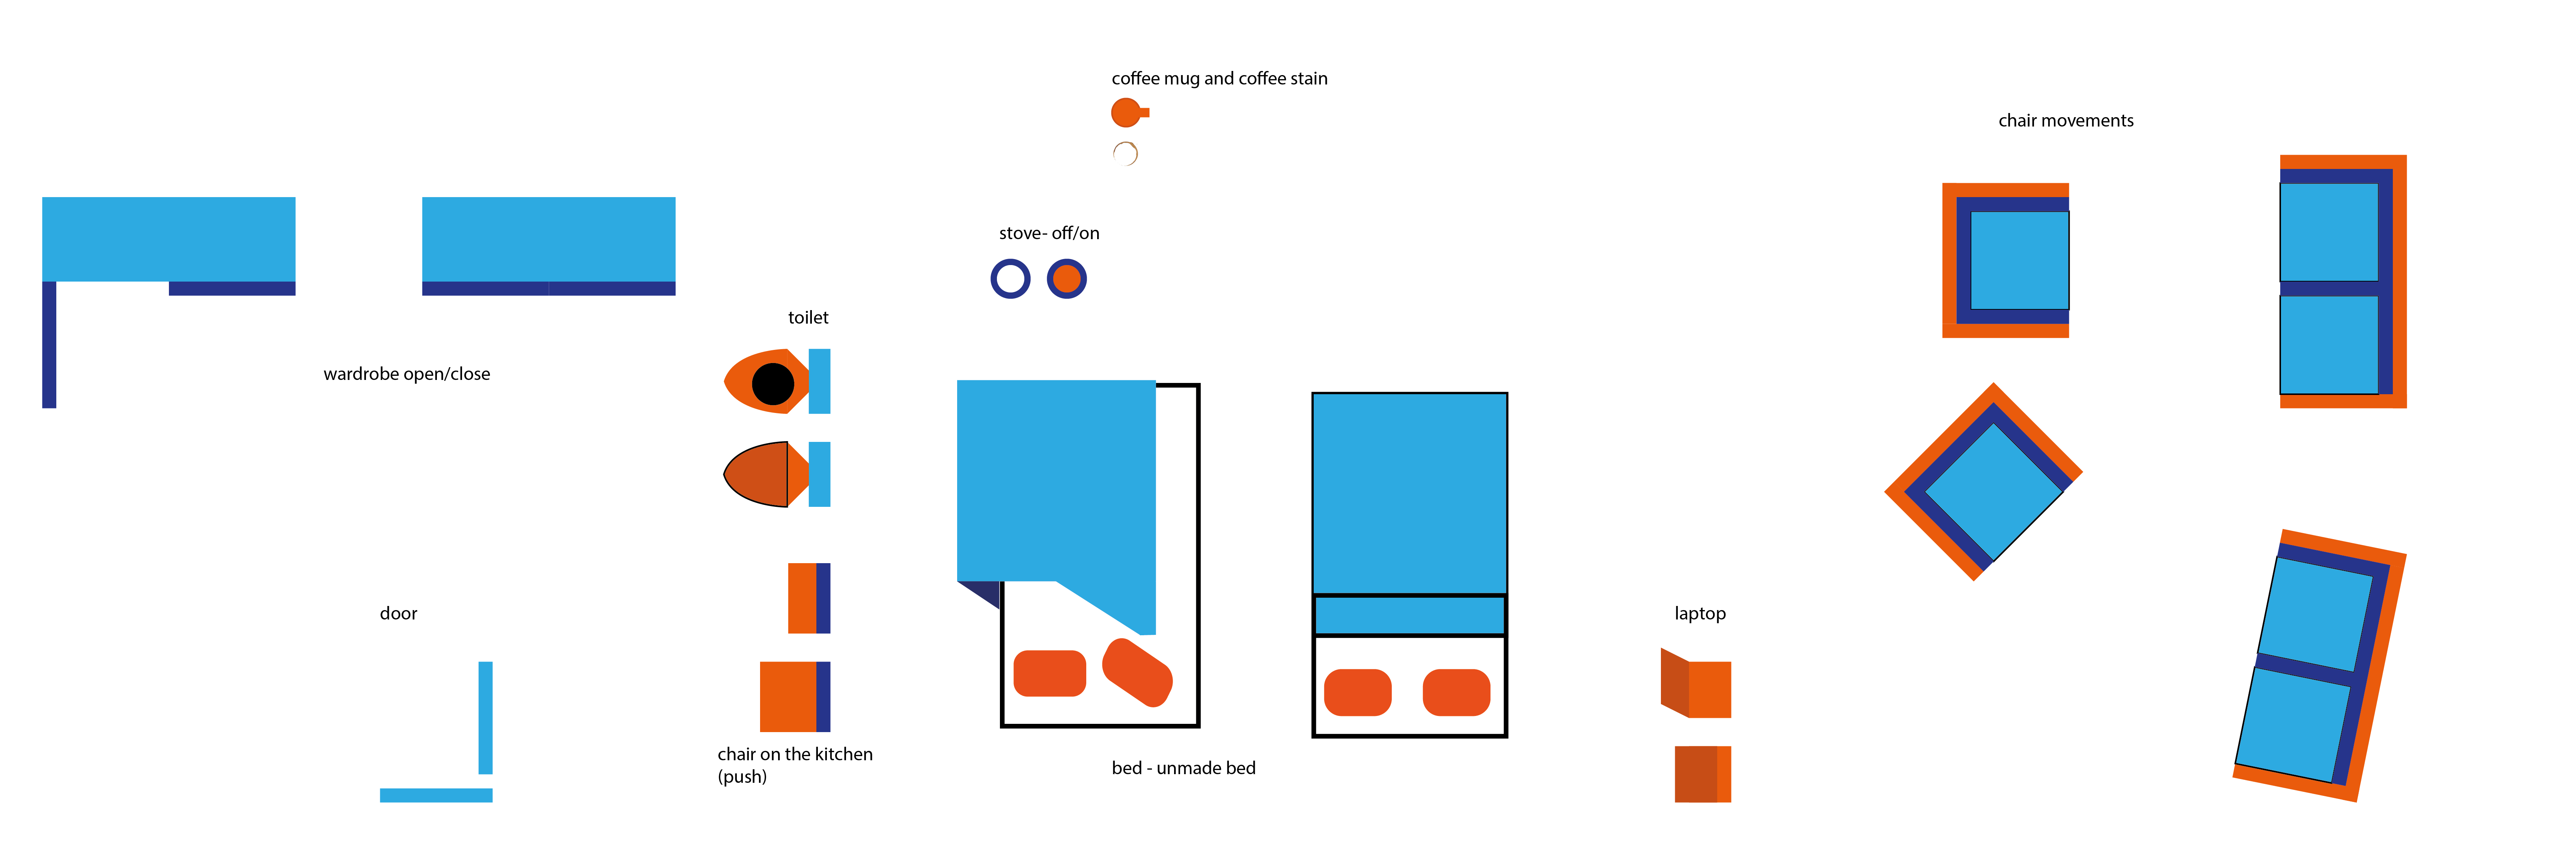 coffee mug and coffee stain
chair movements
stove- off/on
toilet
wardrobe open/close
door
laptop
chair on the kitchen
(push)
bed - unmade bed